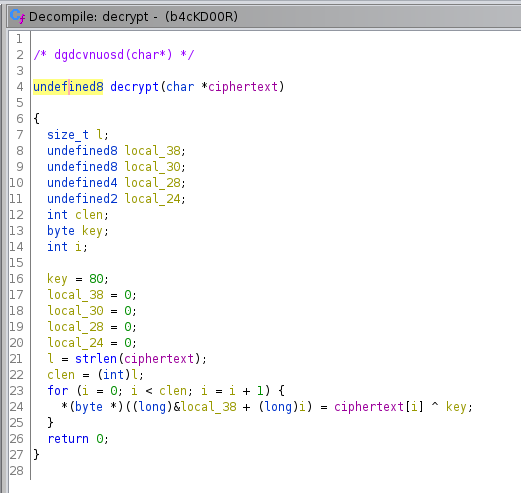 Decompile: decrypt - (b4cKD00R)
1
2 /* dgdcvnuosd(char*) */
3
4 undefined8 decrypt(char *ciphertext)
5
6 {
7 size_t l;
8 undefined8 local_38;
9 undefined8 local_30;
10 undefined4 local_28;
11 undefined2 local_24;
12 int clen;
13 byte key;
14 int i;
15
16 key = 80;
17 local_38 = 0;
18 local_30 = 0;
19 local_28 = 0;
20 local_24 = 0;
21 l = strlen(ciphertext);
22 clen = (int)l;
23 for (i = 0; i < clen; i = i + 1) {
24 *(byte *)((long)&local_38 + (long)i) = ciphertext[i] ^ key;
25 }
26 return 0;
27 }
28